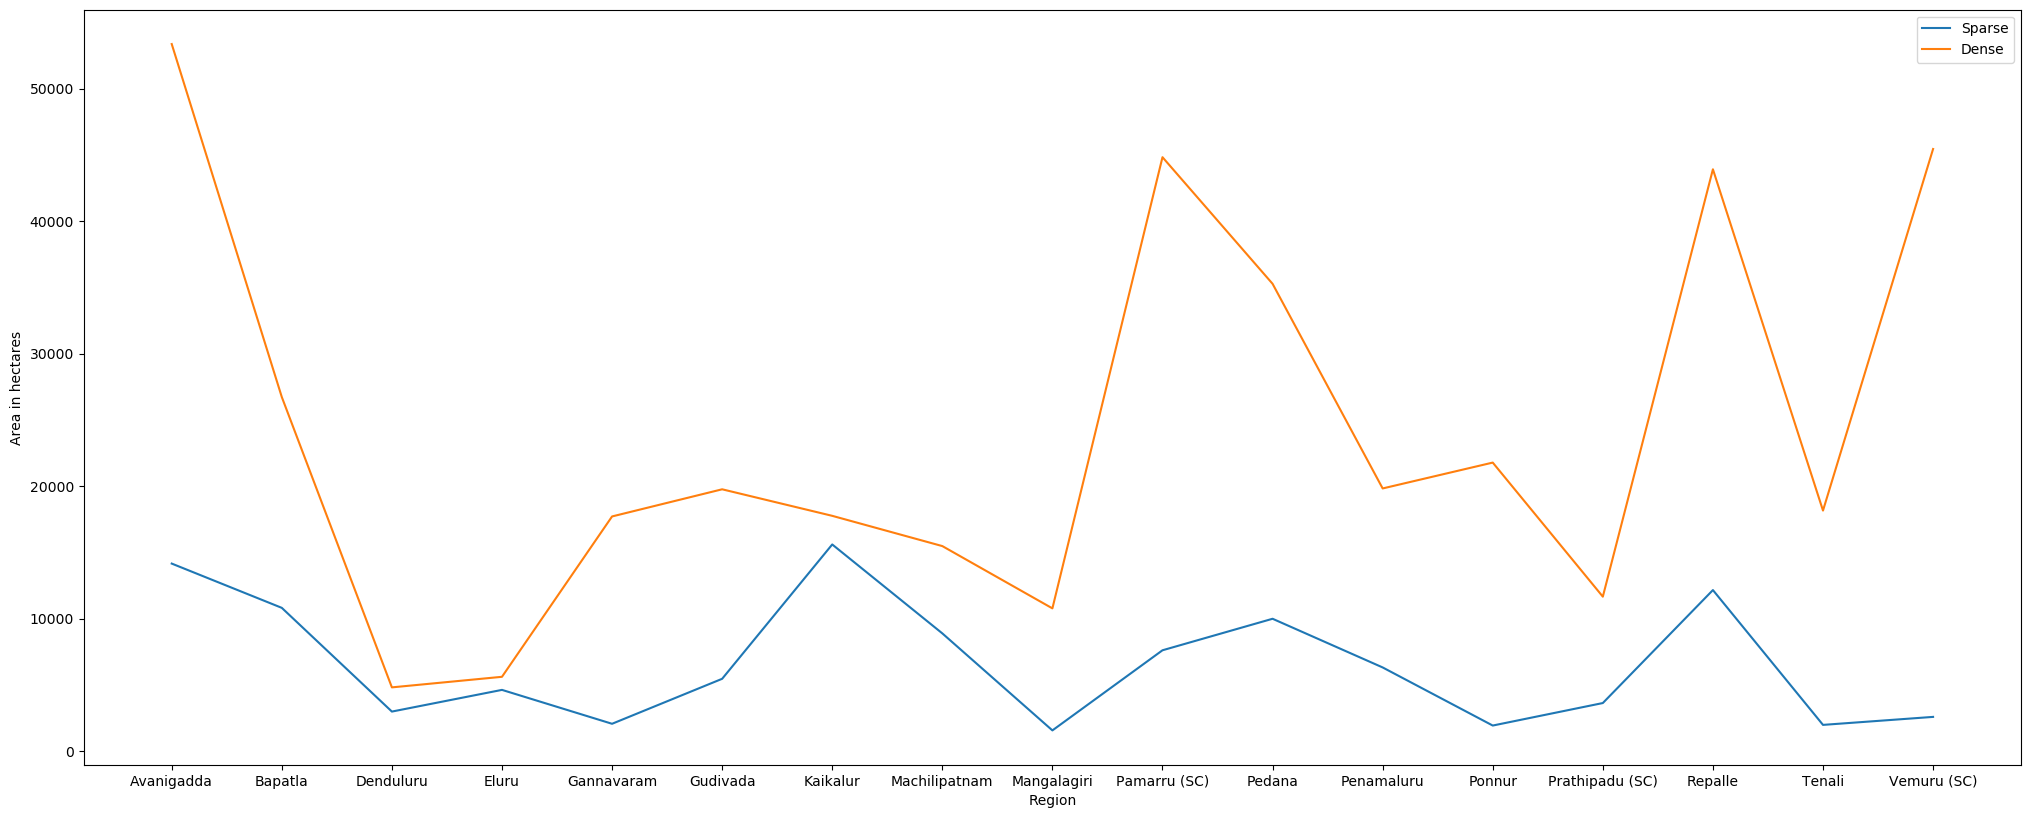 Sparse
Dense
Area in hectares
50000
40000
30000
20000
10000
0
Avanigadda Bapatla Denduluru Eluru Gannavaram Gudivada Kaikalur Machilipatnam Mangalagiri Pamarru (SC) Pedana Penamaluru Ponnur Prathipadu (SC) Repalle Tenali Vemuru (SC)
Region